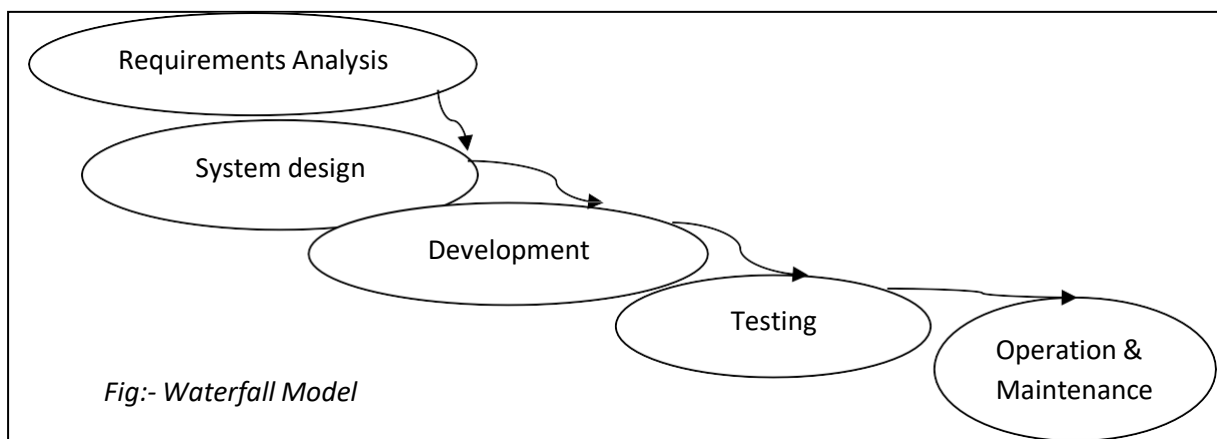 Requirements Analysis
System design
Development
Testing
Operation &
Maintenance
Fig:- Waterfall Model